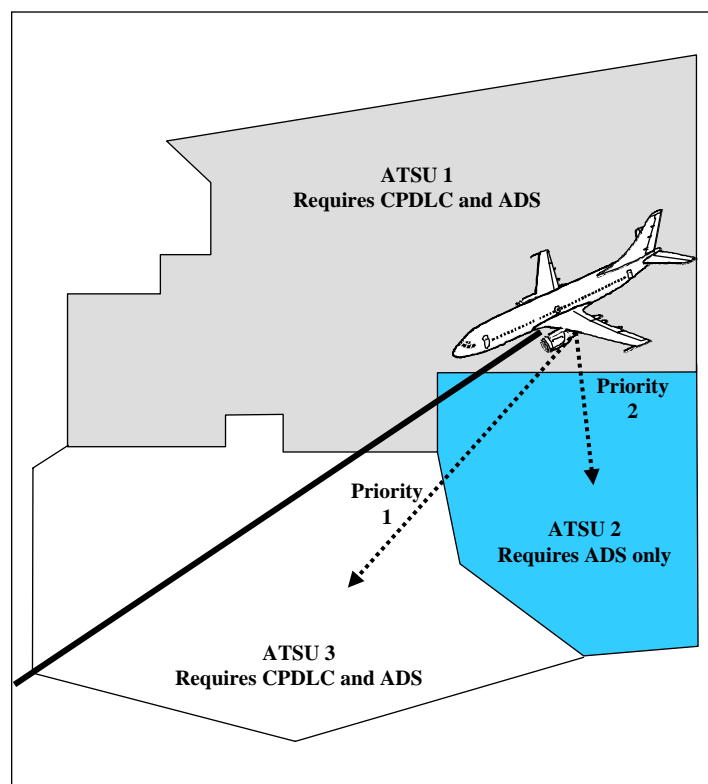 ATSU 1
Requires CPDLC and ADS
Priority
2
Priority
1
ATSU 2
Requires ADS only
ATSU 3
Requires CPDLC and ADS